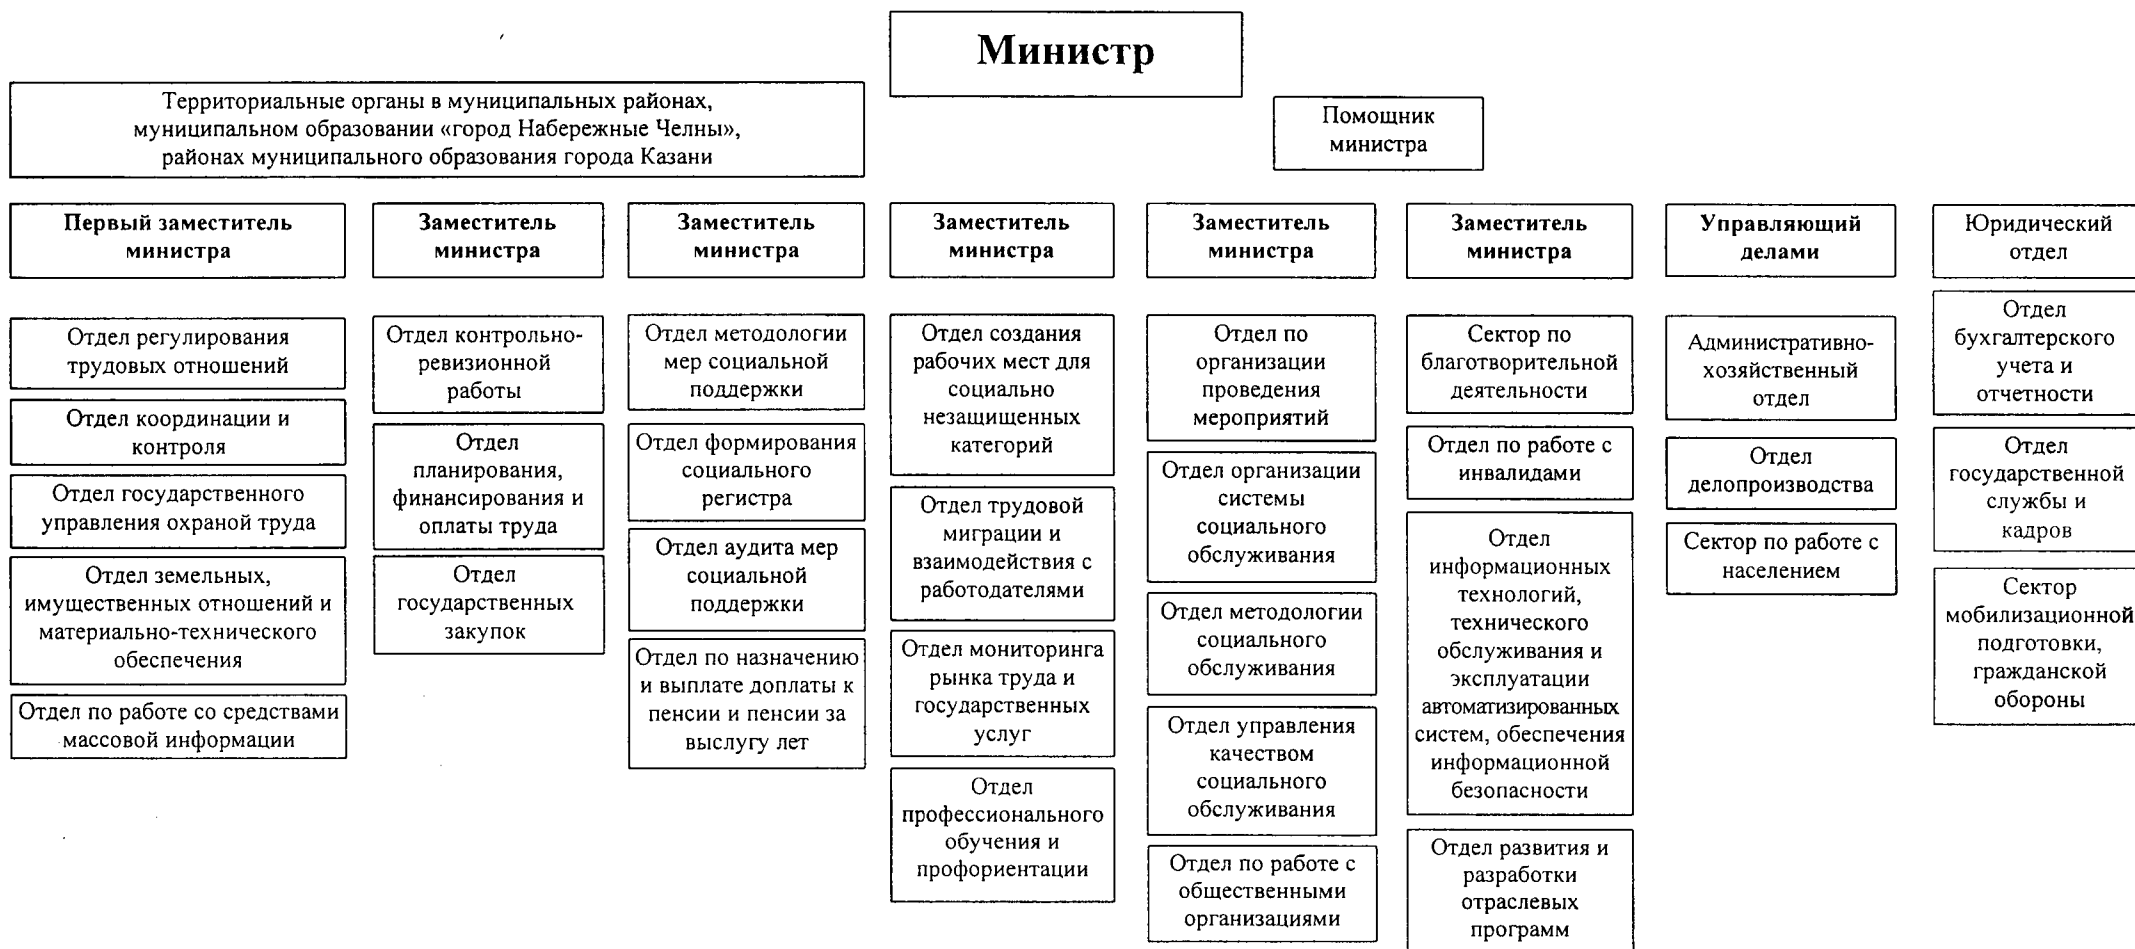 Министр
Территориальные органы в муниципальных районах,
муниципальном образовании «город Набережные Челны»,
районах муниципального образования города Казани
Помощник
министра
Первый заместитель
министра
Отдел регулирования
трудовых отношений
Отдел координации и
контроля
Отдел государственного
управления охраной труда
Отдел земельных,
имущественных отношений и
материально-технического
обеспечения
Отдел по работе со средствами
массовой информации
Заместитель
министра
Отдел контрольно-
ревизионной
работы
Отдел
планирования,
финансирования и
оплаты труда
Отдел
государственных
закупок
Заместитель
министра
Отдел методологии
мер социальной
поддержки
Отдел формирования
социального
регистра
Отдел аудита мер
социальной
поддержки
Отдел по назначению
и выплате доплаты к
пенсии и пенсии за
выслугу лет
Заместитель
министра
Отдел создания
рабочих мест для
социально
незащищенных
категорий
Отдел трудовой
миграции и
взаимодействия с
работодателями
Отдел мониторинга
рынка труда и
государственных
услуг
Отдел
профессионального
обучения и
профориентации
Заместитель
министра
Отдел по
организации
проведения
мероприятий
Отдел организации
системы
социального
обслуживания
Отдел методологии
социального
обслуживания
Отдел управления
качеством
социального
обслуживания
Отдел по работе с
общественными
организациями
Заместитель
министра
Сектор по
благотворительной
деятельности
Отдел по работе с
инвалидами
Отдел
информационных
технологий,
технического
обслуживания и
эксплуатации
автоматизированных
систем, обеспечения
информационной
безопасности
Отдел развития и
разработки
отраслевых
программ
Управляющий
делами
Административно-
хозяйственный
отдел
Отдел
делопроизводства
Сектор по работе с
населением
Юридический
отдел
Отдел
бухгалтерского
учета и
отчетности
Отдел
государственной
службы и
кадров
Сектор
мобилизационной
подготовки,
гражданской
обороны